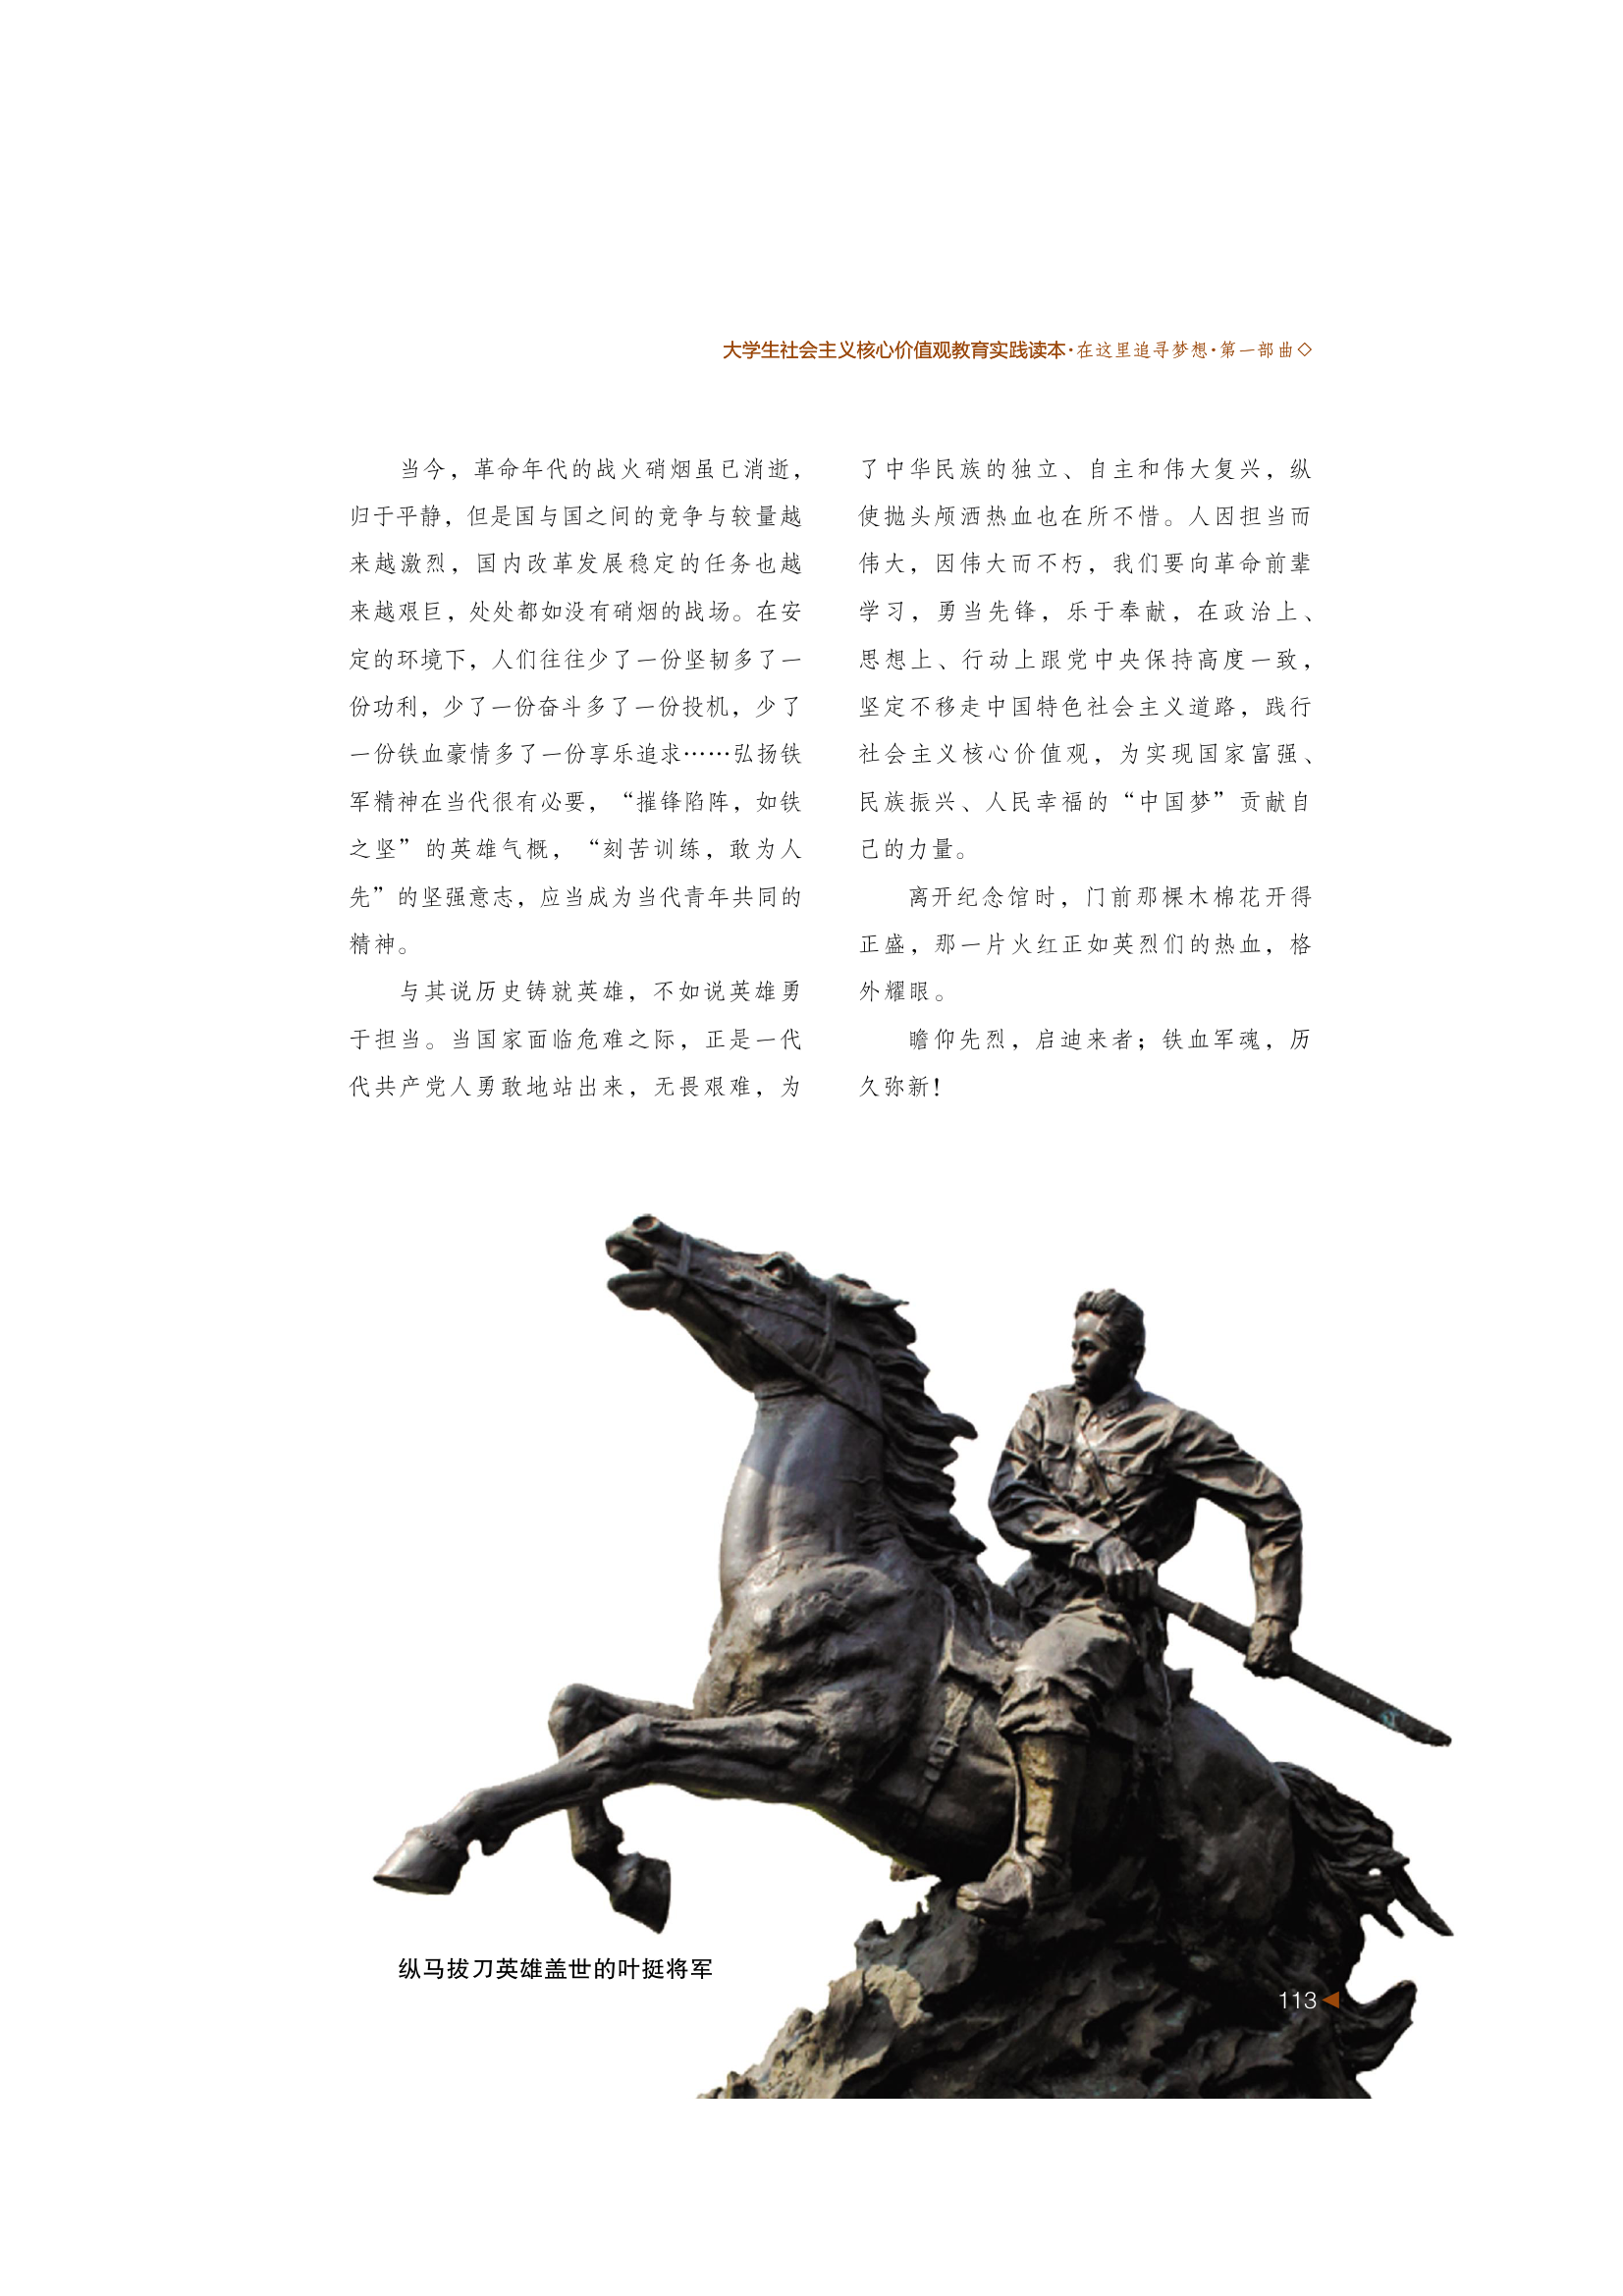 大学生社会主义核心价值观教育实践读本·在这里追寻梦想·第一部曲◇
当今，革命年代的战火硝烟虽已消逝，
归于平静，但是国与国之间的竞争与较量越
来越激烈，国内改革发展稳定的任务也越
来越艰巨，处处都如没有硝烟的战场。在安
定的环境下，人们往往少了一份坚韧多了一
份功利，少了一份奋斗多了一份投机，少了
一份铁血豪情多了一份享乐追求……弘扬铁
军精神在当代很有必要，“摧锋陷阵，如铁
之坚”的英雄气概，“刻苦训练，敢为人
先”的坚强意志，应当成为当代青年共同的
精神。
与其说历史铸就英雄，不如说英雄勇
于担当。当国家面临危难之际，正是一代
代共产党人勇敢地站出来，无畏艰难，为
了中华民族的独立、自主和伟大复兴，纵
使抛头颅洒热血也在所不惜。人因担当而
伟大，因伟大而不朽，我们要向革命前辈
学习，勇当先锋，乐于奉献，在政治上、
思想上、行动上跟党中央保持高度一致，
坚定不移走中国特色社会主义道路，践行
社会主义核心价值观，为实现国家富强、
民族振兴、人民幸福的“中国梦”贡献自
己的力量。
离开纪念馆时，门前那棵木棉花开得
正盛，那一片火红正如英烈们的热血，格
外耀眼。
瞻仰先烈，启迪来者；铁血军魂，历
久弥新！
纵马拔刀英雄盖世的叶挺将军
113